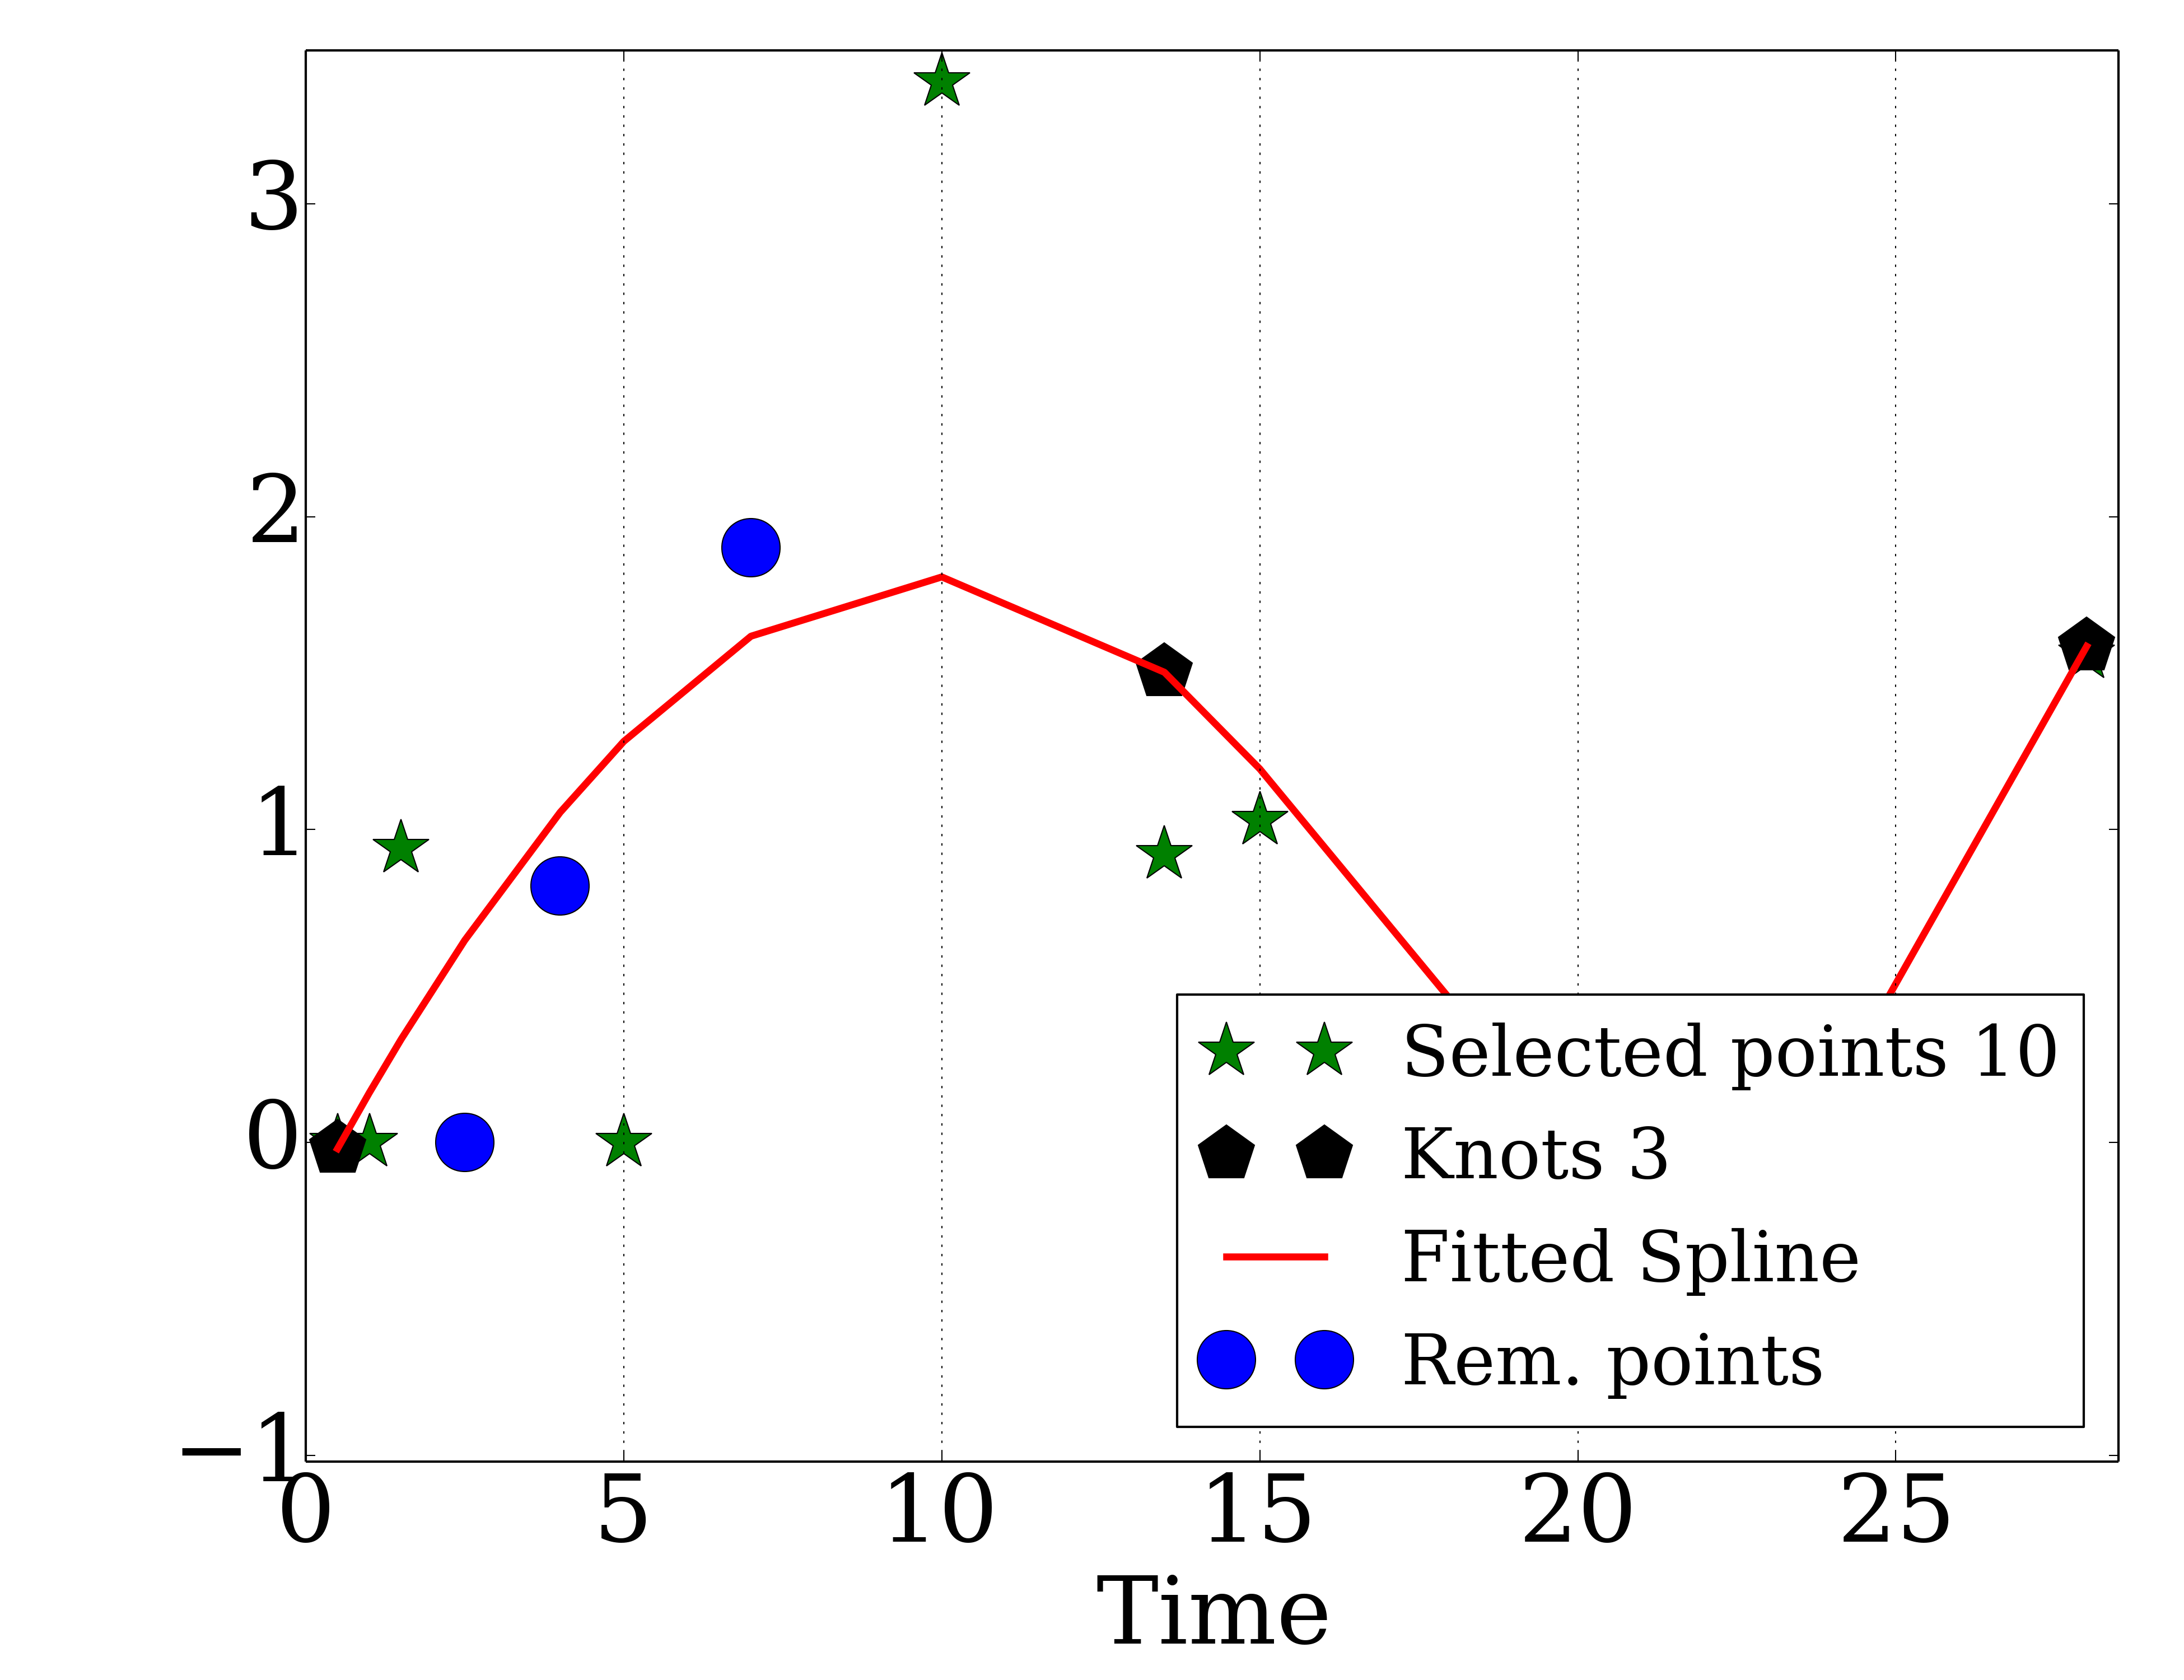 3
2
1
0
−1
0 5 10 15 20 25
Time
Selected points 10
Knots 3
Fitted Spline
Rem. points